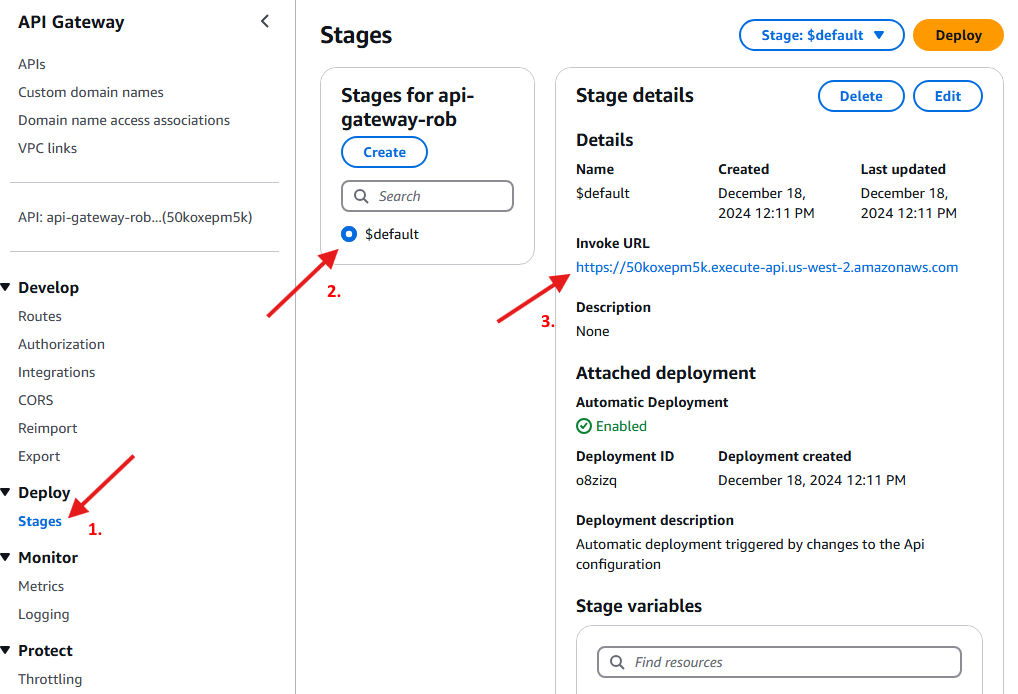 API Gateway
APIs
Custom domain names
Domain name access associations
VPC links
API: api-gateway-rob...(50koxepm5k)
Develop
Routes
Authorization
Integrations
CORS
Reimport
Export
Deploy
Stages
1.
Monitor
Metrics
Logging
Protect
Throttling
Stages
Stage: $default
Deploy
Stages for api-
gateway-rob
Create
Search
$default
2.
Stage details
Delete
Edit
Details
Name
Created
Last updated
$default
December 18,
2024 12:11 PM
December 18,
2024 12:11 PM
Invoke URL
https://50koxepm5k.execute-api.us-west-2.amazonaws.com
3.
Description
None
Attached deployment
Automatic Deployment
Enabled
Deployment ID
Deployment created
o8zizq
December 18, 2024 12:11 PM
Deployment description
Automatic deployment triggered by changes to the Api
configuration
Stage variables
Find resources